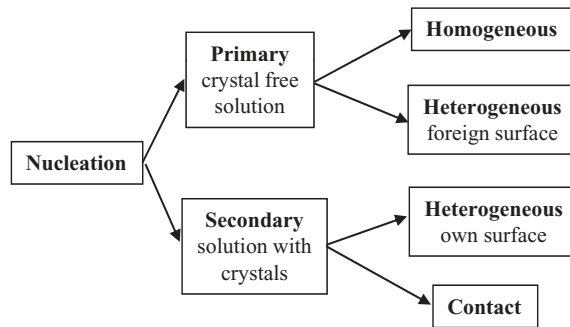 Nucleation
Primary
crystal free
solution
Homogeneous
Heterogeneous
foreign surface
Secondary
solution with
crystals
Heterogeneous
own surface
Contact